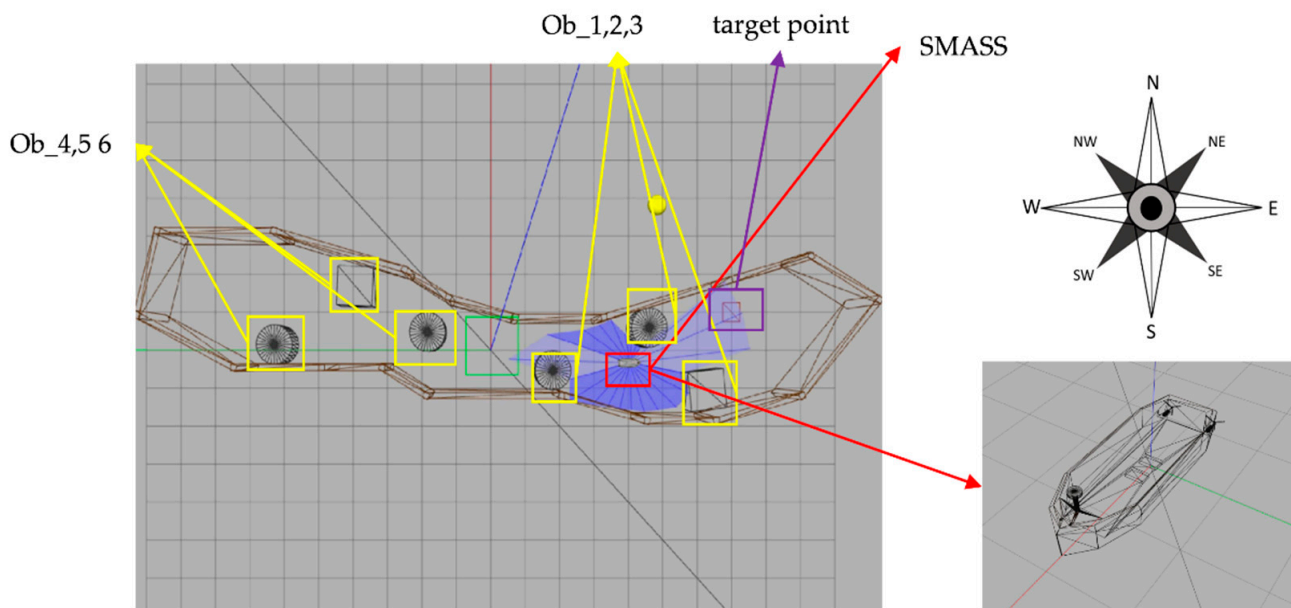 Ob_1,2,3
target point
SMASS
Ob_4,5 6
N
NW
NE
W
E
SW
SE
S